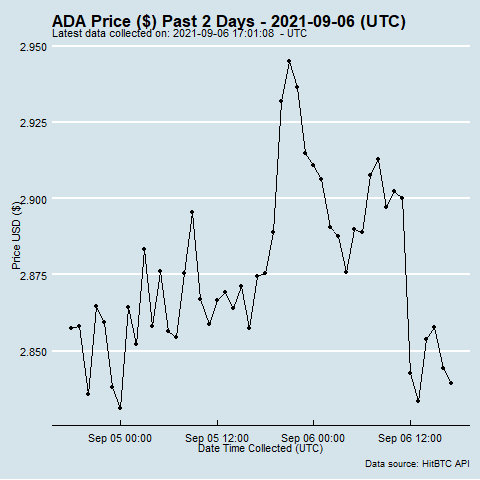 ADA Price ($) Past 2 Days - 2021-09-06 (UTC)
Latest data collected on: 2021-09-06 17:01:08 - UTC
2.950
2.925
2.900
2.875
2.850
Price USD ($)
Sep 05 00:00 Sep 05 12:00 Sep 06 00:00 Sep 06 12:00
Date Time Collected (UTC)
Data source: HitBTC API